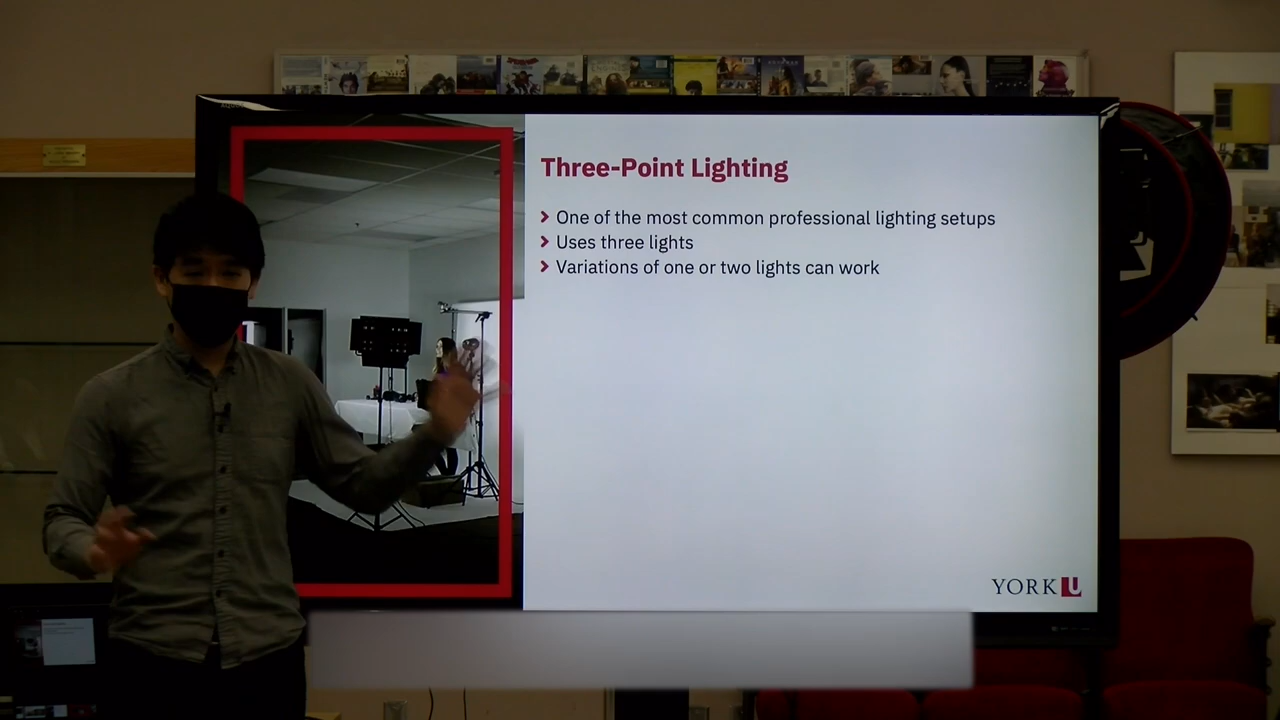 Three-Point Lighting
One of the most common professional lighting setups
Uses three lights
Variations of one or two lights can work
YORK U